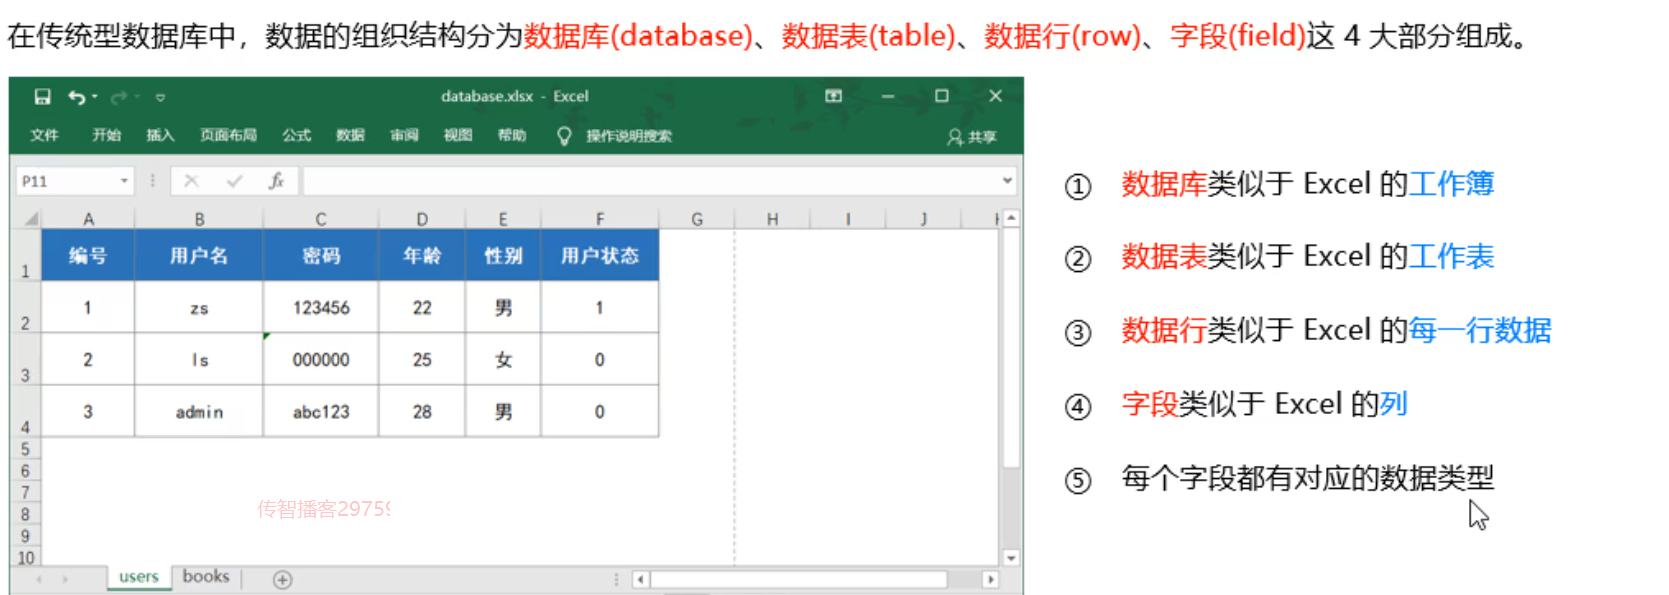 在传统型数据库中，数据的组织结构分为数据库(database)、数据表(table)、数据行(row)、字段(field)这 4 大部分组成。
database.xlsx - Excel
文件 开始 插入 页面布局 公式 数据 审阅 视图 帮助 操作说明搜索 共享
P11 fx
A B C D E F G H I J
1 编号 用户名 密码 年龄 性别 用户状态
2 1 zs 123456 22 男 1
3 2 ls 000000 25 女 0
4 3 admin abc123 28 男 0
5
6
7
8
9
10
传智播客29759
users books
① 数据库类似于 Excel 的工作簿
② 数据表类似于 Excel 的工作表
③ 数据行类似于 Excel 的每一行数据
④ 字段类似于 Excel 的列
⑤ 每个字段都有对应的数据类型